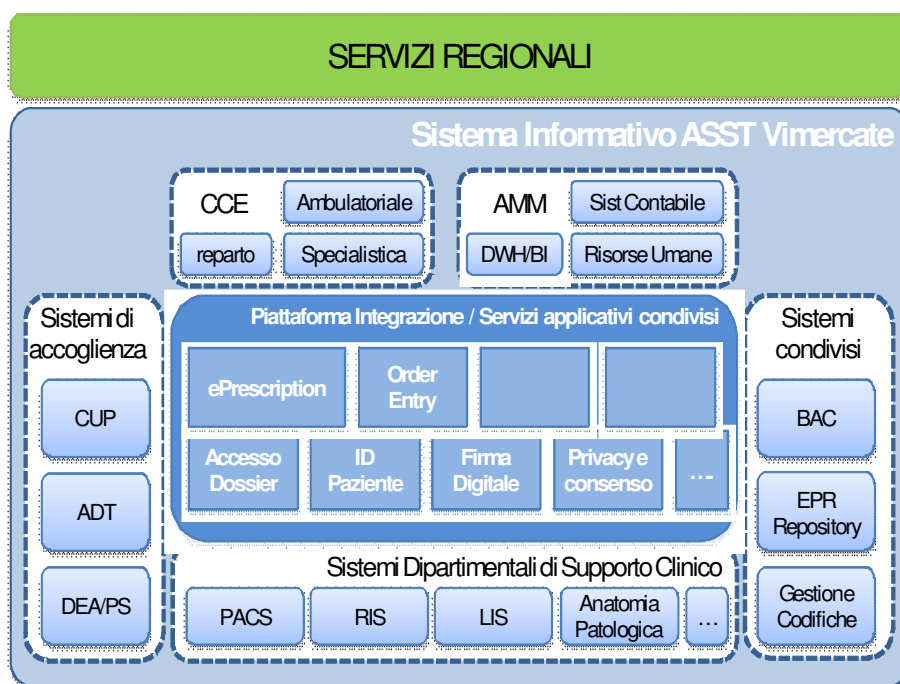 SERVIZI REGIONALI
Sistema Informativo ASST Vimercate
CCE
Ambulatoriale
reparto
Specialistica
AMM
Sist Contabile
DWH/BI
Risorse Umane
Sistemi di
accoglienza
CUP
ADT
DEA/PS
Piattaforma Integrazione / Servizi applicativi condivisi
ePrescription
Order
Entry
Accesso
Dossier
ID
Paziente
Firma
Digitale
Privacy e
consenso
....
Sistemi
condivisi
BAC
EPR
Repository
Gestione
Codifiche
Sistemi Dipartimentali di Supporto Clinico
PACS
RIS
LIS
Anatomia
Patologica
...